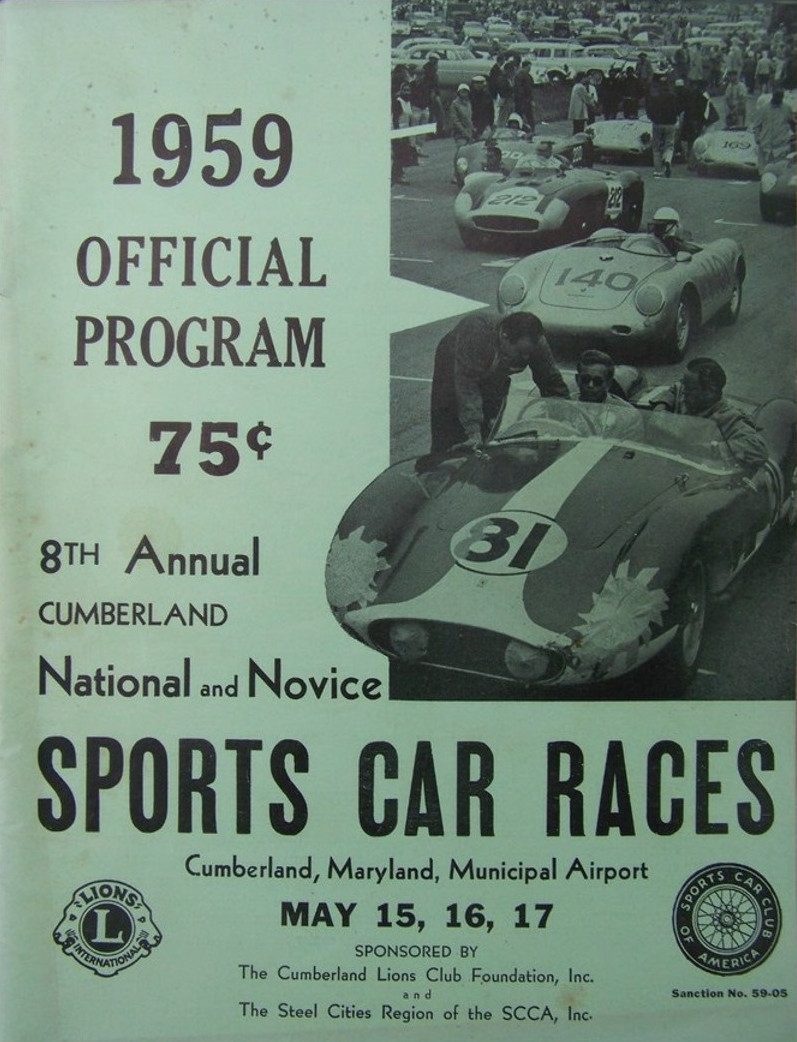 1959
OFFICIAL
PROGRAM
75¢
8TH Annual
CUMBERLAND
National and Novice
SPORTS CAR RACES
Cumberland, Maryland, Municipal Airport
MAY 15, 16, 17
SPONSORED BY
The Cumberland Lions Club Foundation, Inc.
and
The Steel Cities Region of the SCCA, Inc.
LIONS
L
INTERNATIONAL
SPORTS CAR CLUB
OF AMERICA
Sanction No. 59-05
169
212
212
140
31